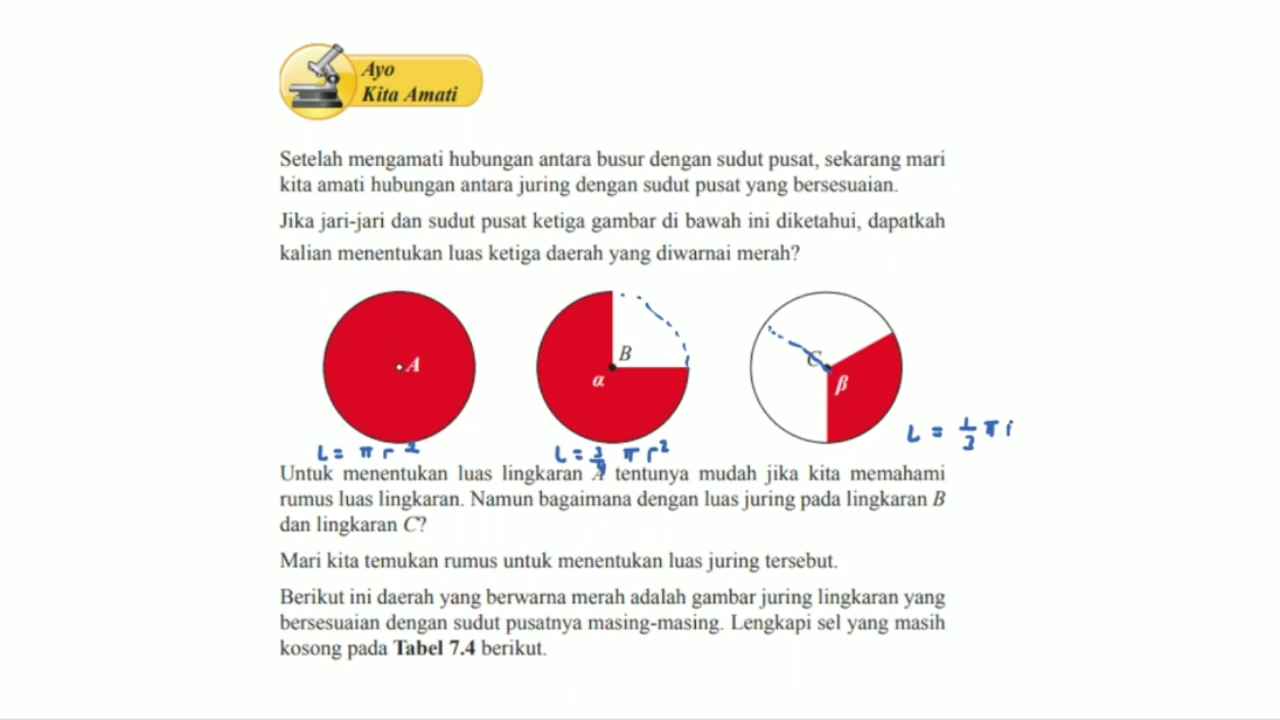 Ayo
Kita Amati
Setelah mengamati hubungan antara busur dengan sudut pusat, sekarang mari
kita amati hubungan antara juring dengan sudut pusat yang bersesuaian.
Jika jari-jari dan sudut pusat ketiga gambar di bawah ini diketahui, dapatkah
kalian menentukan luas ketiga daerah yang diwarnai merah?
A
B
α
C
β
L = π r²
L = 3/4 π r²
L = 1/3 π
Untuk menentukan luas lingkaran A tentunya mudah jika kita memahami
rumus luas lingkaran. Namun bagaimana dengan luas juring pada lingkaran B
dan lingkaran C?
Mari kita temukan rumus untuk menentukan luas juring tersebut.
Berikut ini daerah yang berwarna merah adalah gambar juring lingkaran yang
bersesuaian dengan sudut pusatnya masing-masing. Lengkapi sel yang masih
kosong pada Tabel 7.4 berikut.